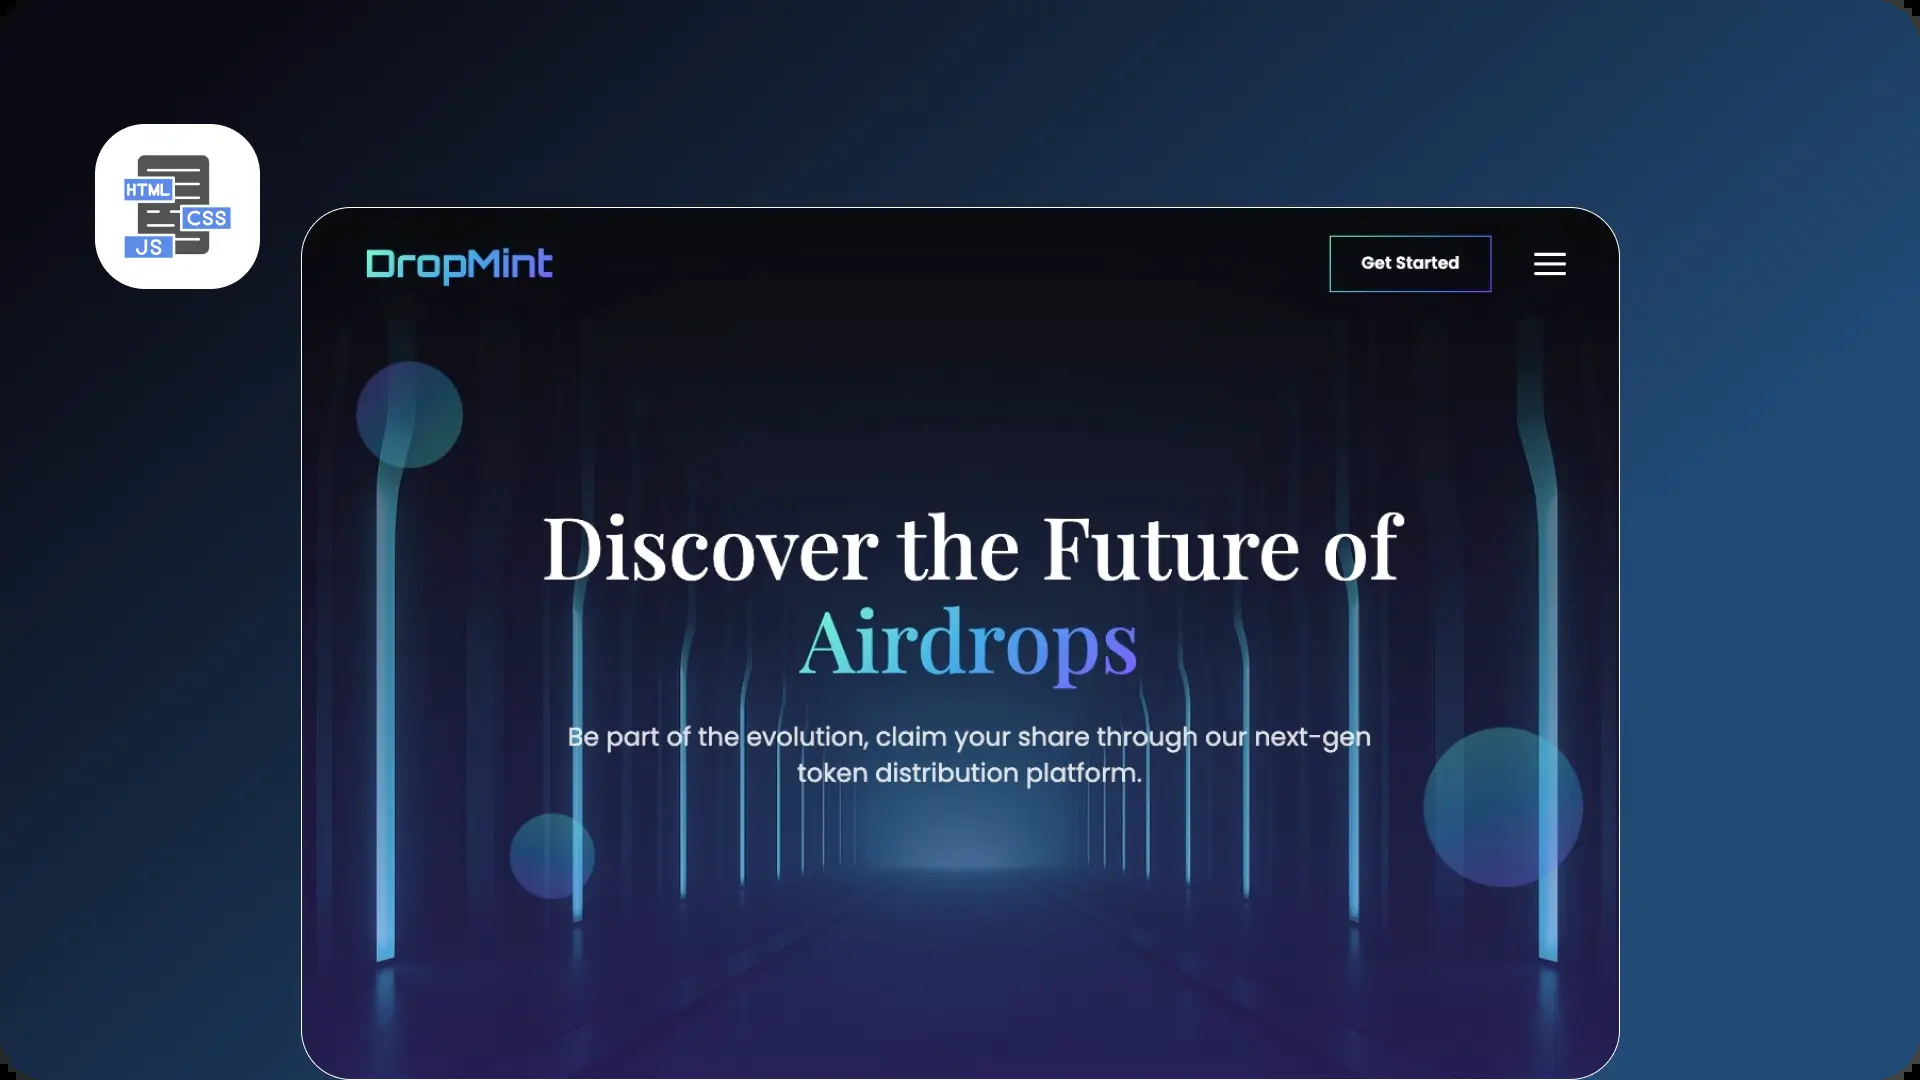 HTML
CSS
JS
DropMint
Get Started
Discover the Future of
Airdrops
Be part of the evolution, claim your share through our next-gen
token distribution platform.